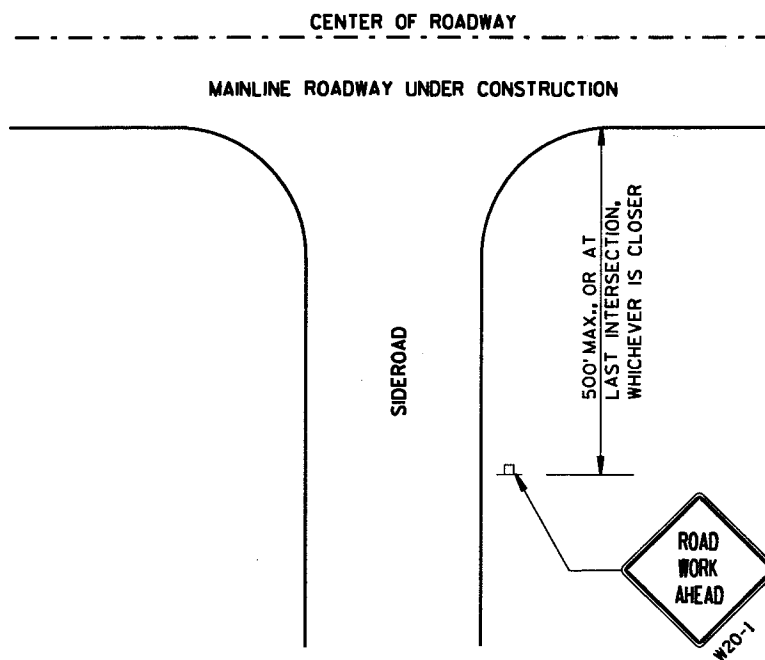 CENTER OF ROADWAY
MAINLINE ROADWAY UNDER CONSTRUCTION
500' MAX., OR AT
LAST INTERSECTION,
WHICHEVER IS CLOSER
SIDEROAD
ROAD
WORK
AHEAD
W20-1